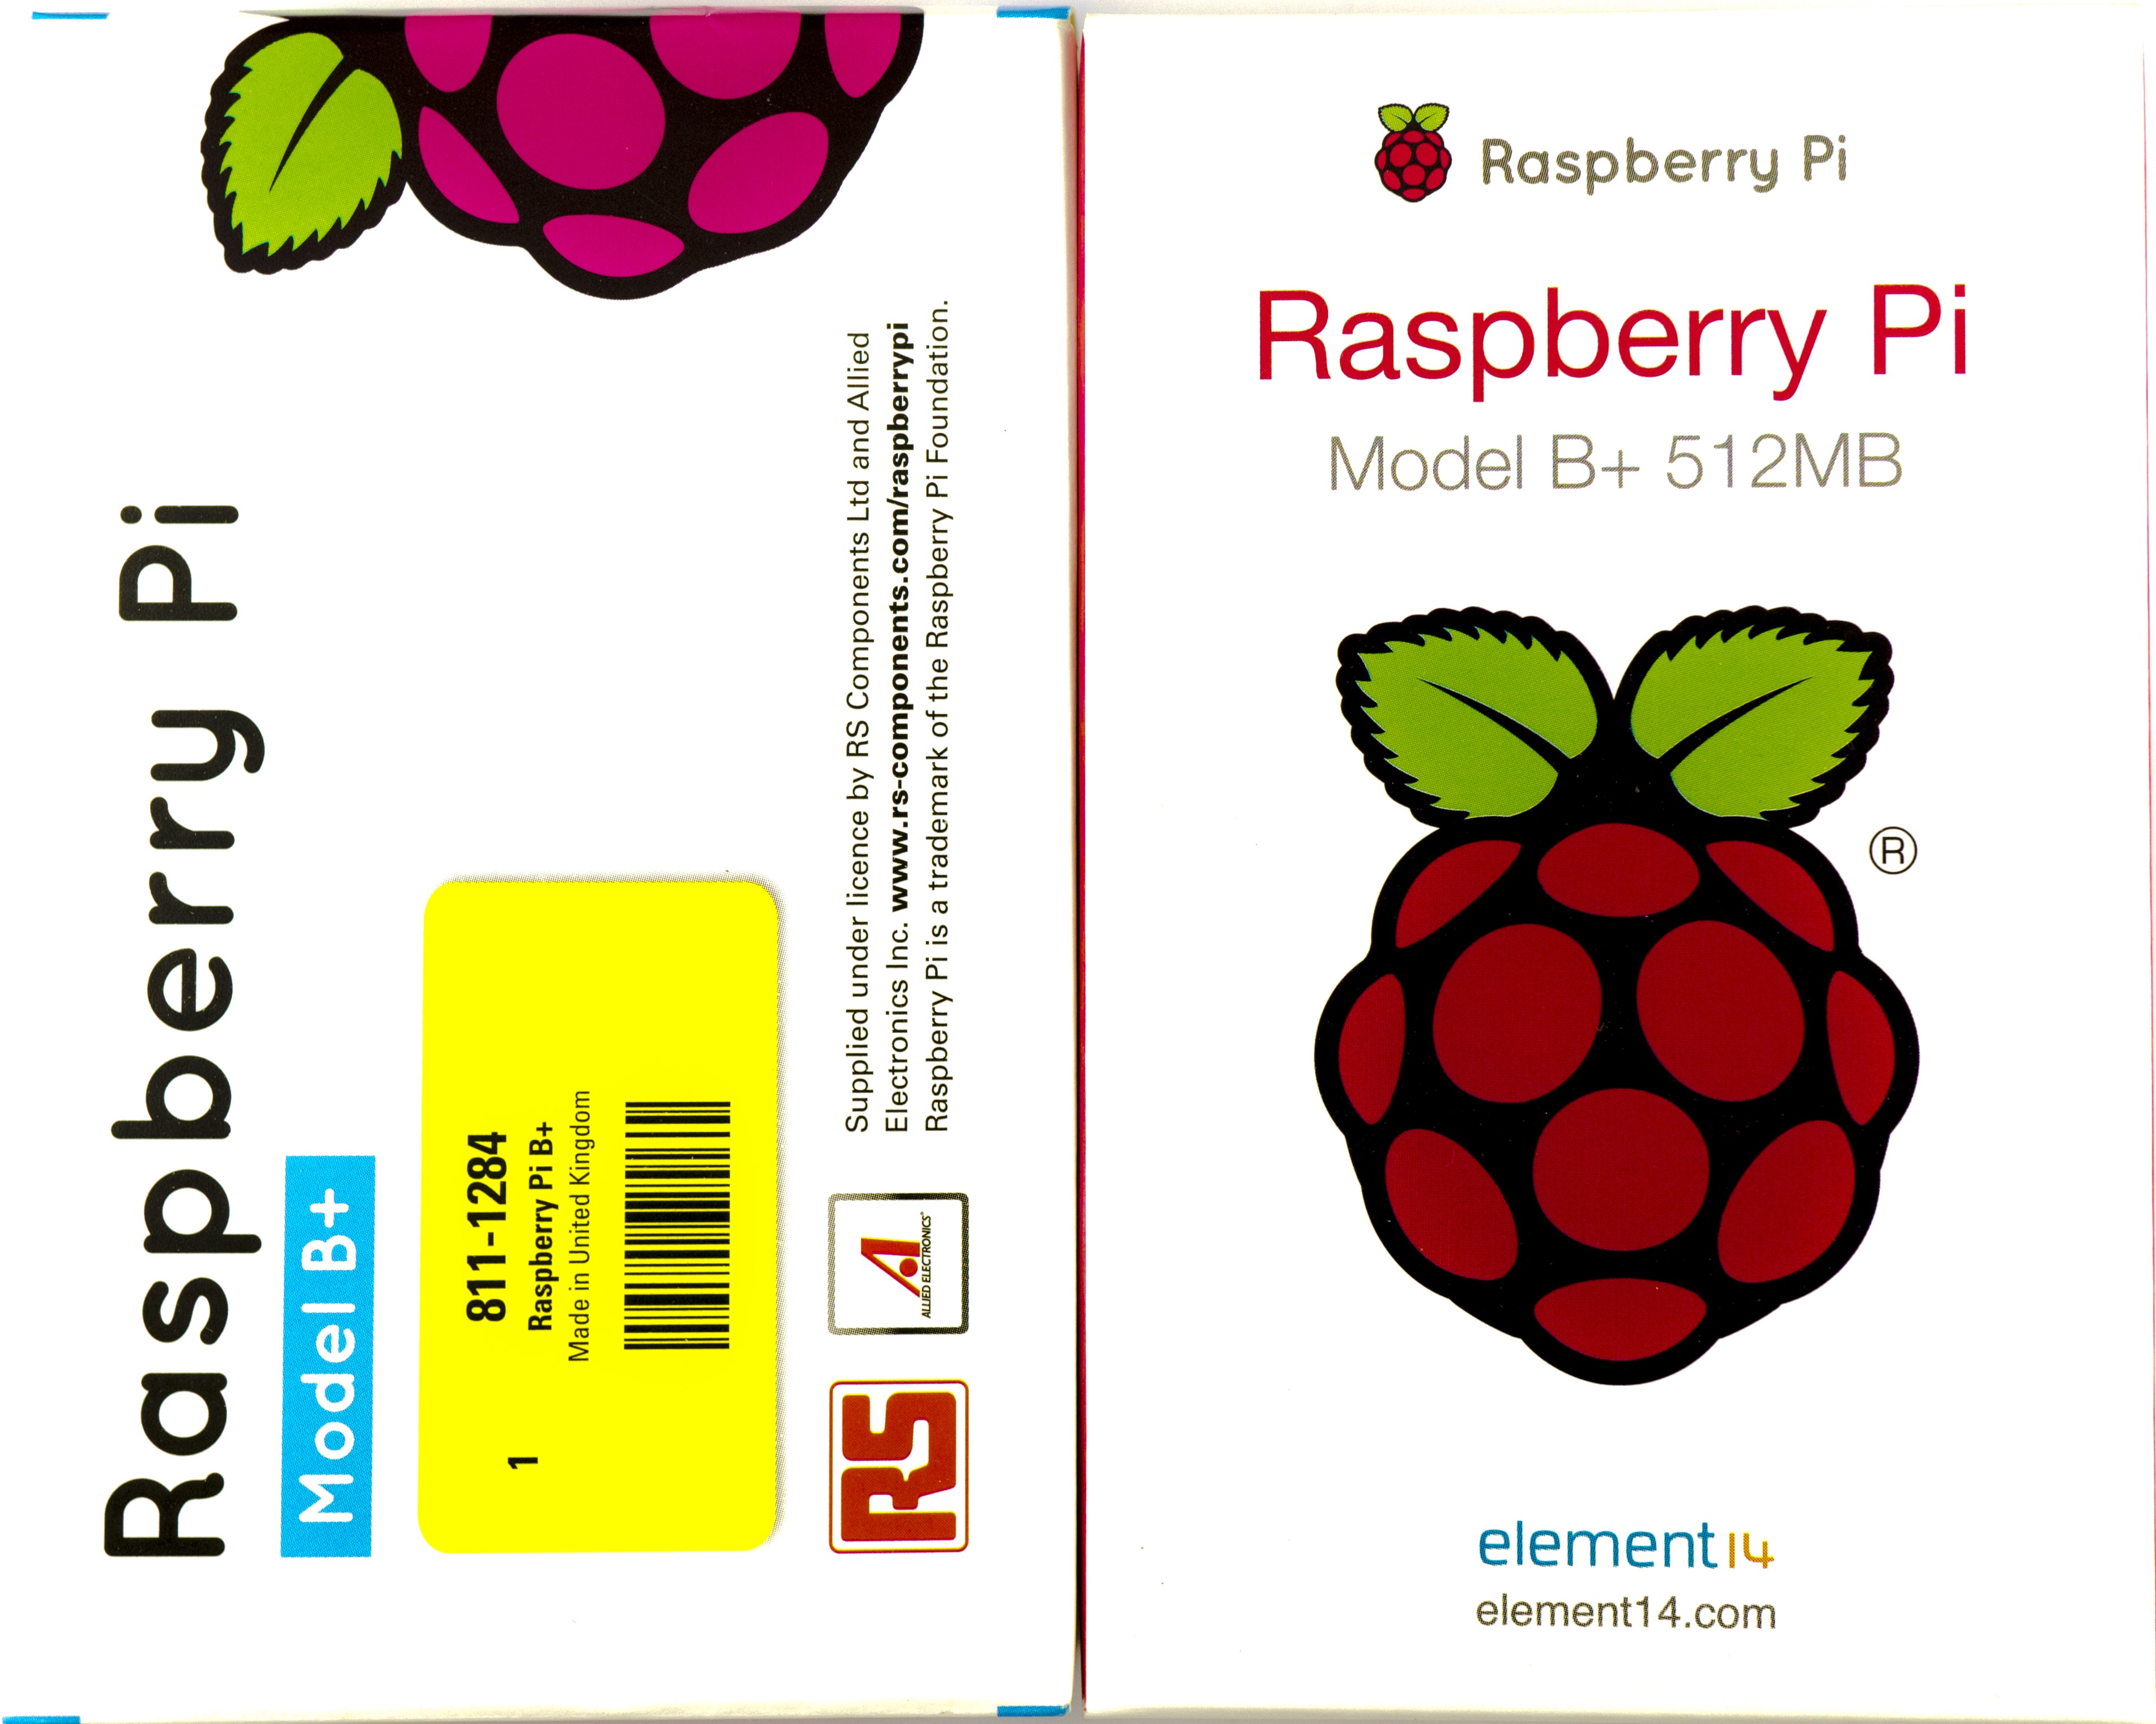 Raspberry Pi
Model B+
811-1284
Raspberry Pi B+
Made in United Kingdom
1
Supplied under licence by RS Components Ltd and Allied
Electronics Inc. www.rs-components.com/raspberrypi
Raspberry Pi is a trademark of the Raspberry Pi Foundation.
RS
ALLIED ELECTRONICS®
Raspberry Pi
Raspberry Pi
Model B+ 512MB
®
element14
element14.com